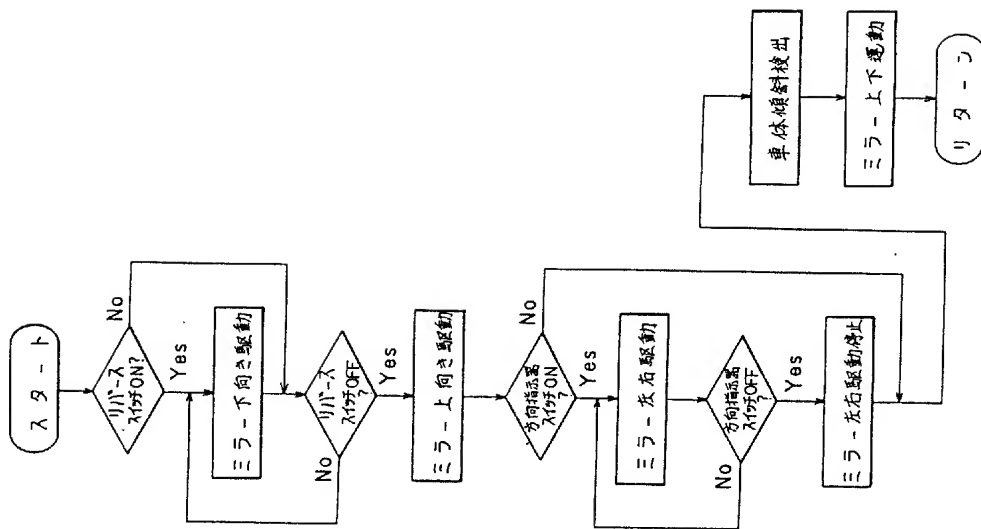 スタート
リバース
スイッチON?
No
Yes
ミラー下向き駆動
リバース
スイッチOFF
?
No
Yes
ミラー上向き駆動
方向指示器
スイッチON
?
No
Yes
ミラー左右駆動
方向指示器
スイッチOFF
?
No
Yes
ミラー左右駆動停止
車体傾斜検出
ミラー上下運動
リターン